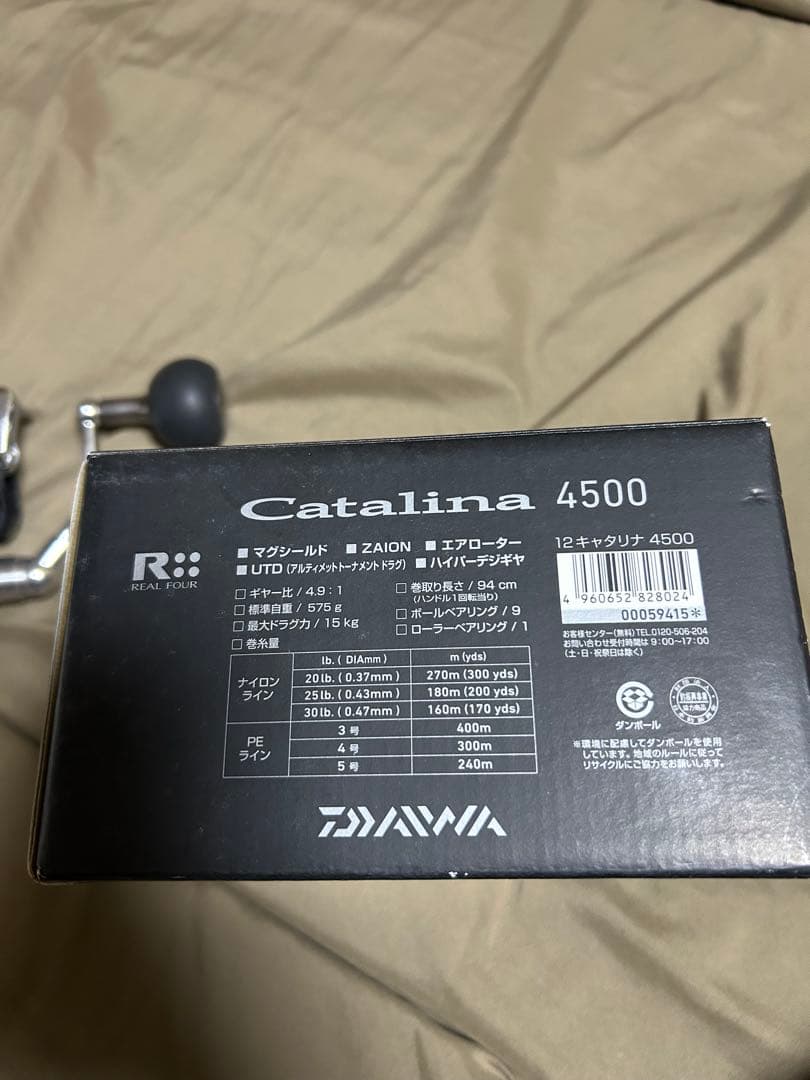 Catalina 4500
R
REAL FOUR
■ マグシールド ■ ZAION ■ エアローター
■ UTD (アルティメットトーナメントドラグ) ■ ハイパーデジギヤ
□ ギヤー比 / 4.9 : 1
□ 標準自重 / 575 g
□ 最大ドラグ力 / 15 kg
□ 巻糸量
□ 巻取り長さ / 94 cm
(ハンドル1回転当り)
□ ボールベアリング / 9
□ ローラーベアリング / 1
lb. ( DIAmm ) m (yds)
ナイロンライン
20 lb. ( 0.37mm ) 270m (300 yds)
25 lb. ( 0.43mm ) 180m (200 yds)
30 lb. ( 0.47mm ) 160m (170 yds)
PEライン
3 号 400m
4 号 300m
5 号 240m
12キャタリナ 4500
4 960652 828024
00059415*
お客様センター(無料)TEL.0120-506-204
お問い合わせ受付時間は 9:00〜17:00
(土・日・祝祭日は除く)
ダンボール
協力商品
※環境に配慮してダンボールを使用
しています。地域のルールに従って
リサイクルにご協力をお願いします。
DAIWA